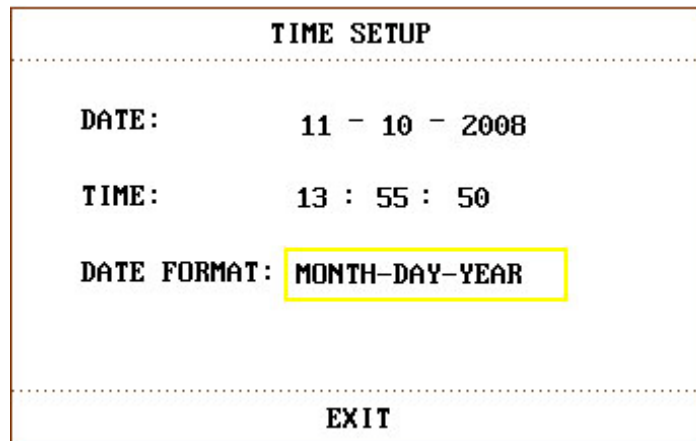 TIME SETUP
DATE: 11 - 10 - 2008
TIME: 13 : 55 : 50
DATE FORMAT: MONTH-DAY-YEAR
EXIT